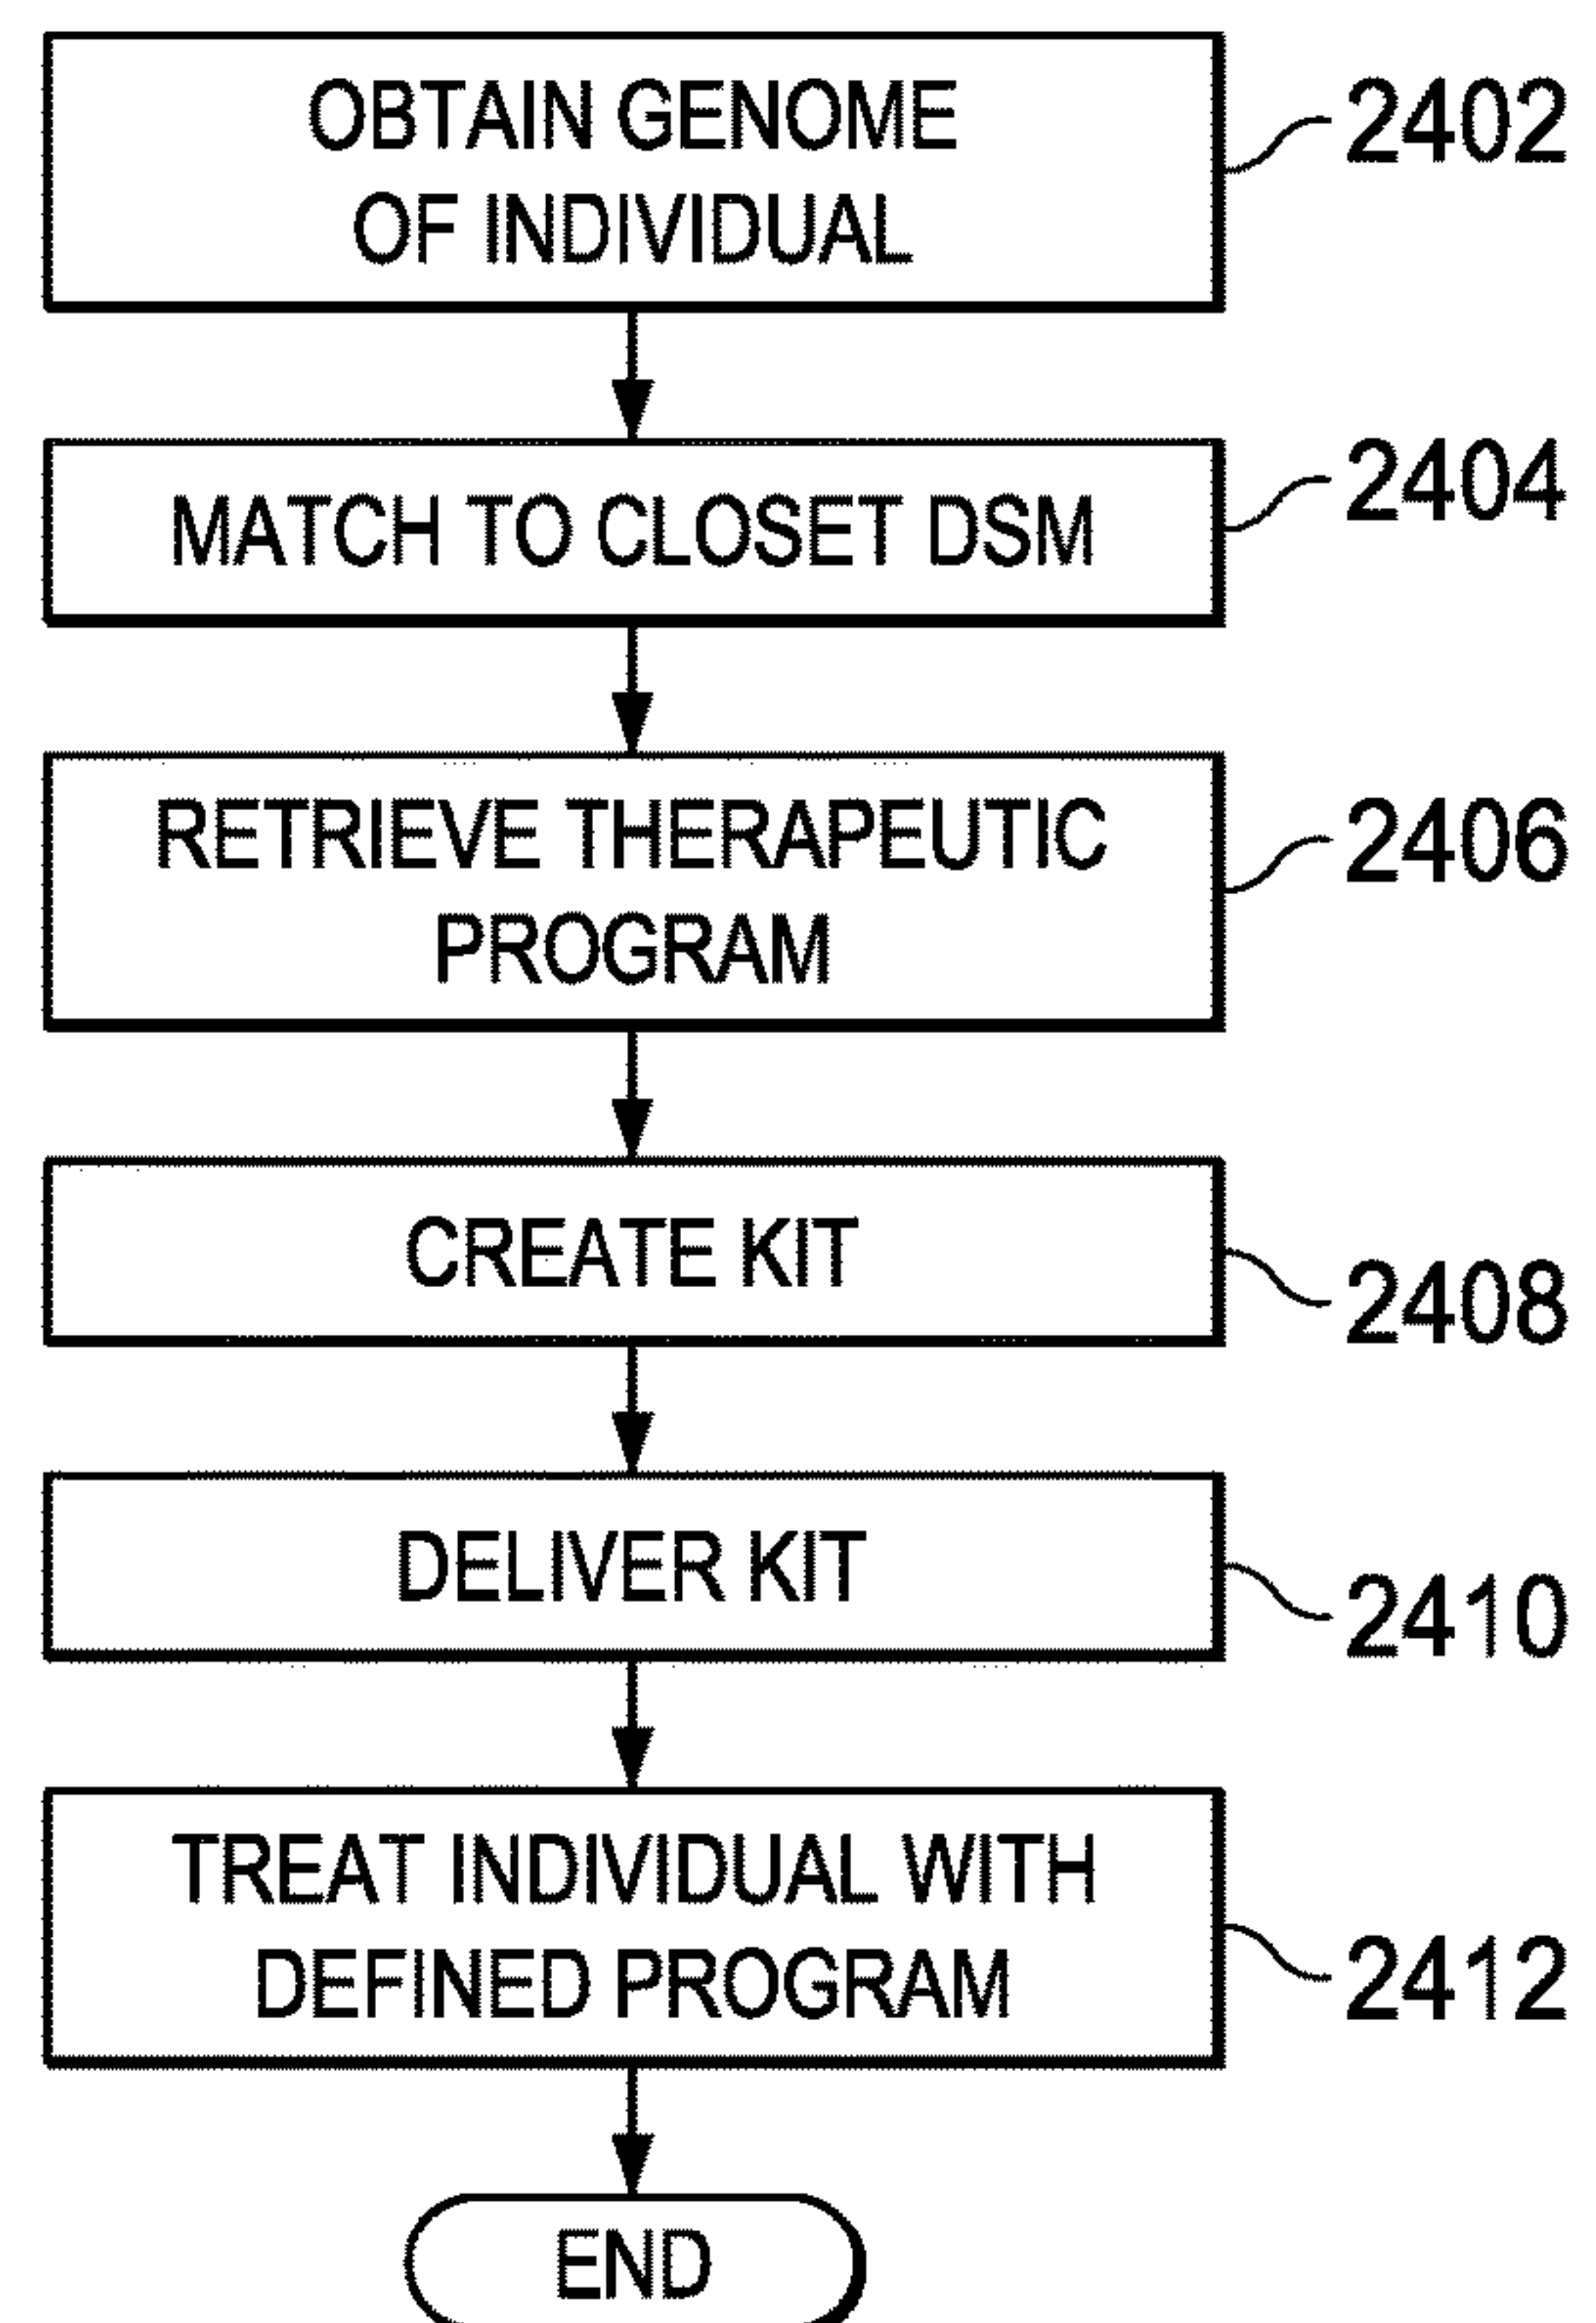 OBTAIN GENOME
OF INDIVIDUAL
2402
MATCH TO CLOSET DSM
2404
RETRIEVE THERAPEUTIC
PROGRAM
2406
CREATE KIT
2408
DELIVER KIT
2410
TREAT INDIVIDUAL WITH
DEFINED PROGRAM
2412
END